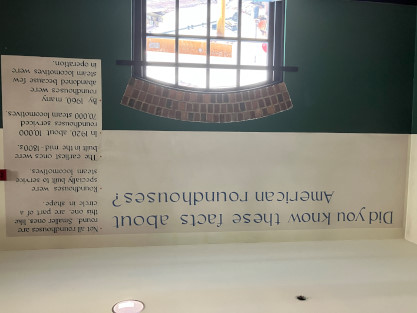 Did you know these facts about
American roundhouses?
· Not all roundhouses are
round. Smaller ones, like
this one, are a part of a
circle in shape.
· Roundhouses were
specially built to service
steam locomotives.
· The earliest ones were
built in the mid-1800s.
· In 1920, about 10,000
roundhouses serviced
70,000 steam locomotives.
· By 1960, many
roundhouses were
abandoned because few
steam locomotives were
in operation.